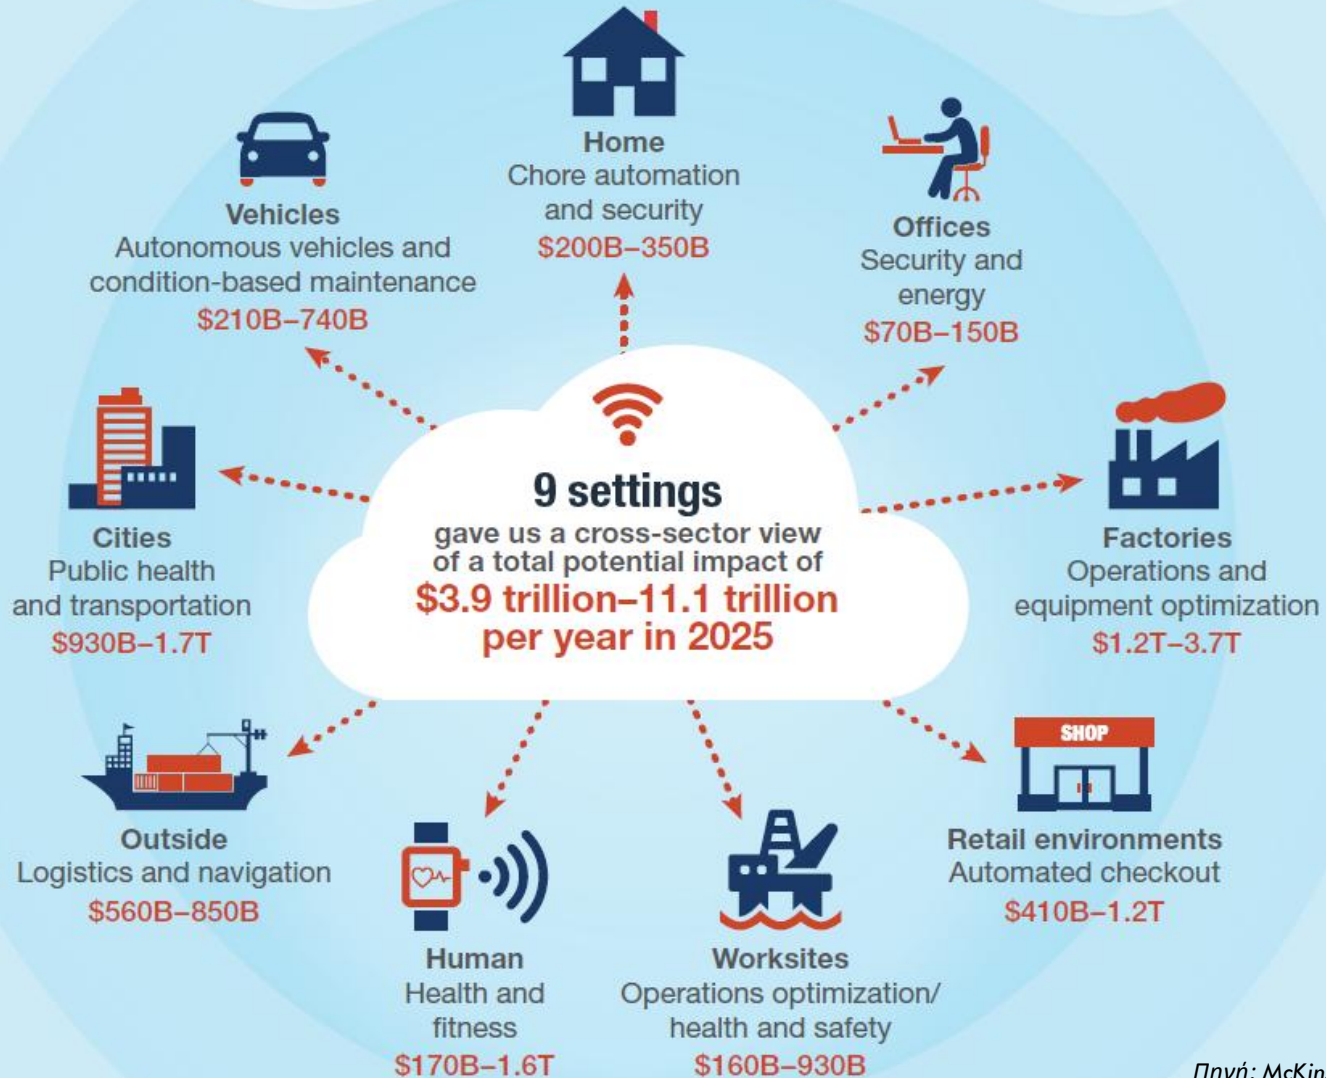 Home
Chore automation
and security
$200B–350B
Offices
Security and
energy
$70B–150B
Vehicles
Autonomous vehicles and
condition-based maintenance
$210B–740B
9 settings
gave us a cross-sector view
of a total potential impact of
$3.9 trillion–11.1 trillion
per year in 2025
Cities
Public health
and transportation
$930B–1.7T
Factories
Operations and
equipment optimization
$1.2T–3.7T
SHOP
Retail environments
Automated checkout
$410B–1.2T
Outside
Logistics and navigation
$560B–850B
Human
Health and
fitness
$170B–1.6T
Worksites
Operations optimization/
health and safety
$160B–930B
Πηγή: